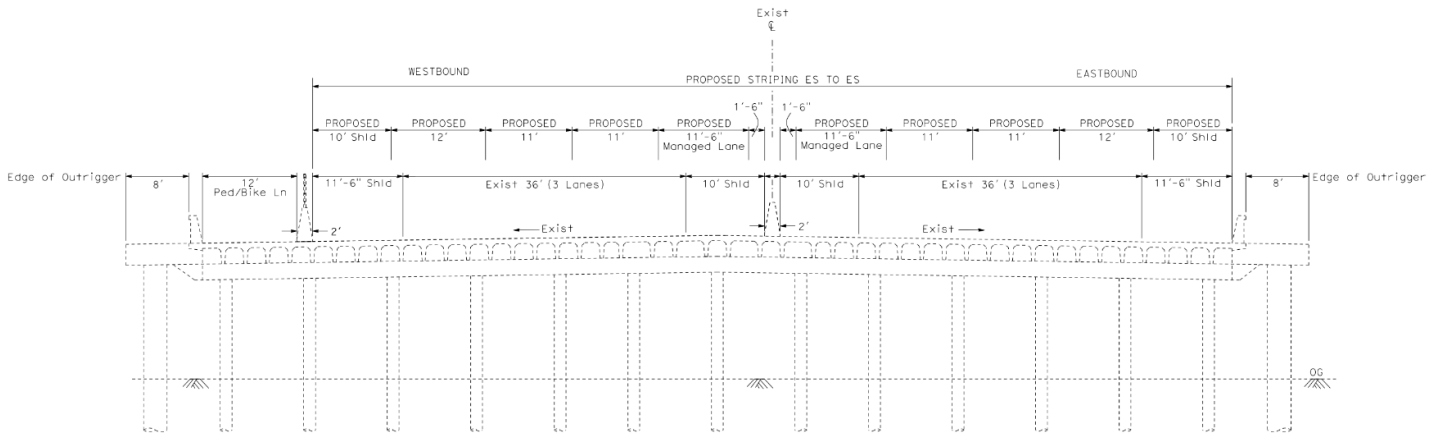 Exist
℄
WESTBOUND
PROPOSED STRIPING ES TO ES
EASTBOUND
1'-6" 1'-6"
PROPOSED PROPOSED PROPOSED PROPOSED PROPOSED PROPOSED PROPOSED PROPOSED PROPOSED PROPOSED
10' Shld 12' 11' 11' 11'-6" 11'-6" 11' 11' 12' 10' Shld
Managed Lane Managed Lane
Edge of Outrigger 8' 12' 11'-6" Shld Exist 36' (3 Lanes) 10' Shld 10' Shld Exist 36' (3 Lanes) 11'-6" Shld 8' Edge of Outrigger
Ped/Bike Ln
2' Exist 2' Exist
OG